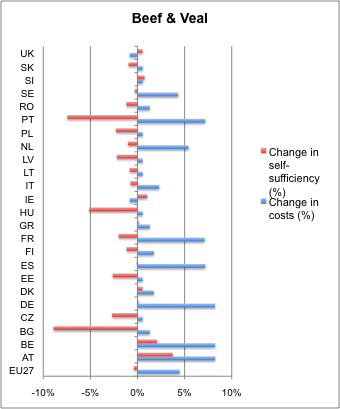 Beef & Veal
UK
SK
SI
SE
RO
PT
PL
NL
LV
LT
IT
IE
HU
GR
FR
FI
ES
EE
DK
DE
CZ
BG
BE
AT
EU27
-10% -5% 0% 5% 10%
Change in
self-
sufficiency
(%)
Change in
costs (%)